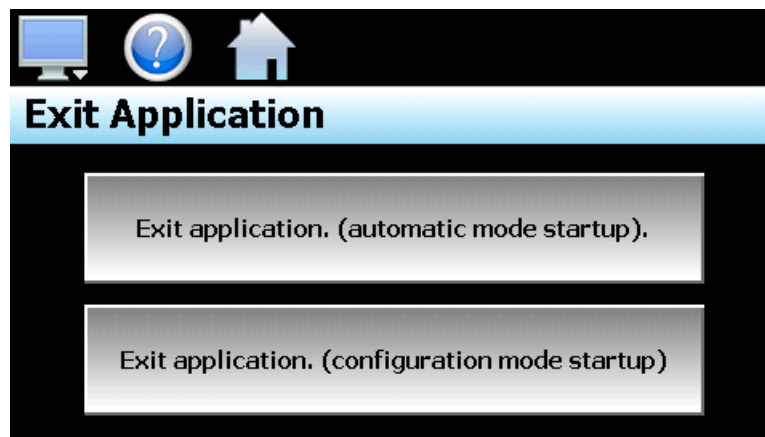 ?
Exit Application
Exit application. (automatic mode startup).
Exit application. (configuration mode startup)